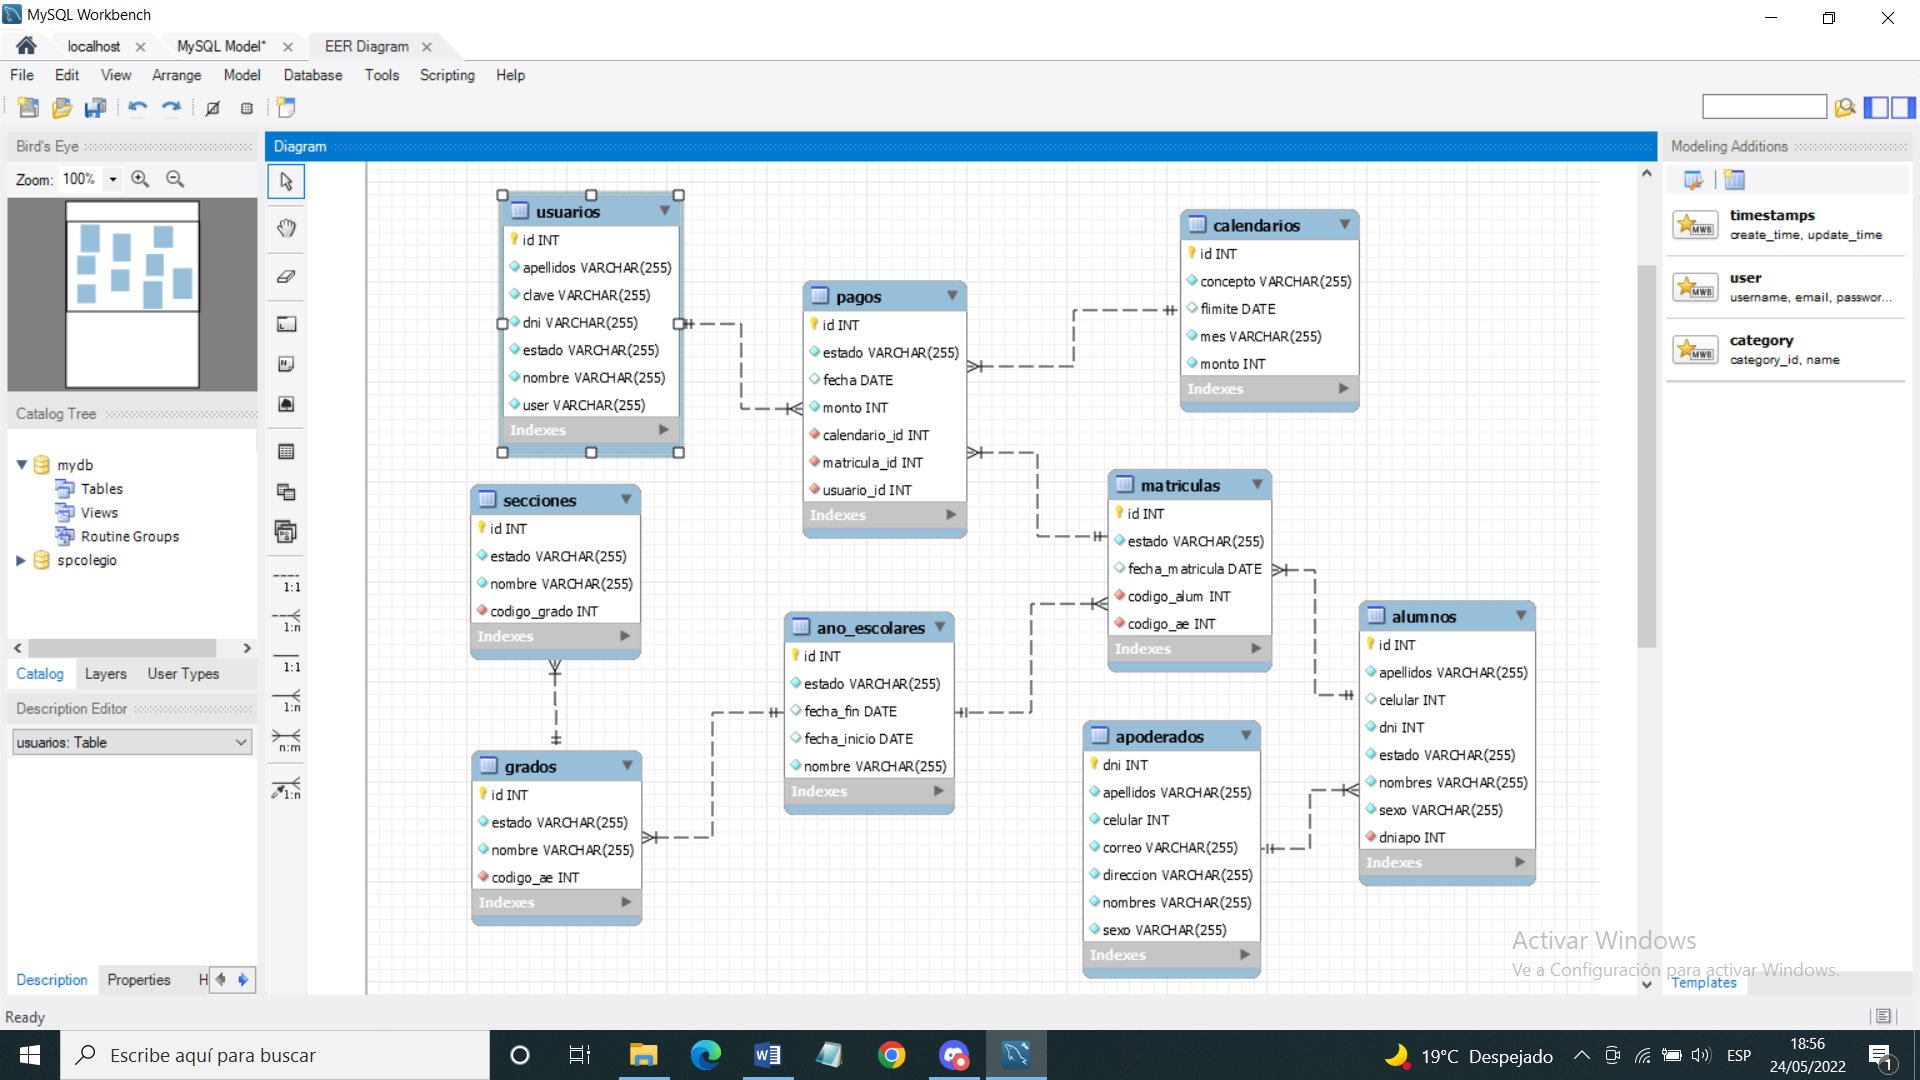 MySQL Workbench
localhost
MySQL Model*
EER Diagram
File Edit View Arrange Model Database Tools Scripting Help
Bird's Eye
Zoom: 100%
Catalog Tree
mydb
Tables
Views
Routine Groups
spcolegio
Catalog Layers User Types
Description Editor
usuarios: Table
Description Properties H
Ready
1:1
1:n
1:1
1:n
n:m
1:n
Diagram
usuarios
id INT
apellidos VARCHAR(255)
clave VARCHAR(255)
dni VARCHAR(255)
estado VARCHAR(255)
nombre VARCHAR(255)
user VARCHAR(255)
Indexes
secciones
id INT
estado VARCHAR(255)
nombre VARCHAR(255)
codigo_grado INT
Indexes
grados
id INT
estado VARCHAR(255)
nombre VARCHAR(255)
codigo_ae INT
Indexes
pagos
id INT
estado VARCHAR(255)
fecha DATE
monto INT
calendario_id INT
matricula_id INT
usuario_id INT
Indexes
ano_escolares
id INT
estado VARCHAR(255)
fecha_fin DATE
fecha_inicio DATE
nombre VARCHAR(255)
Indexes
calendarios
id INT
concepto VARCHAR(255)
flimite DATE
mes VARCHAR(255)
monto INT
Indexes
matriculas
id INT
estado VARCHAR(255)
fecha_matricula DATE
codigo_alum INT
codigo_ae INT
Indexes
apoderados
dni INT
apellidos VARCHAR(255)
celular INT
correo VARCHAR(255)
direccion VARCHAR(255)
nombres VARCHAR(255)
sexo VARCHAR(255)
Indexes
alumnos
id INT
apellidos VARCHAR(255)
celular INT
dni INT
estado VARCHAR(255)
nombres VARCHAR(255)
sexo VARCHAR(255)
dniapo INT
Indexes
Modeling Additions
MWB
timestamps
create_time, update_time
MWB
user
username, email, passwor...
MWB
category
category_id, name
Activar Windows
Ve a Configuración para activar Windows.
Templates
Escribe aquí para buscar
19°C Despejado
ESP
18:56
24/05/2022
1